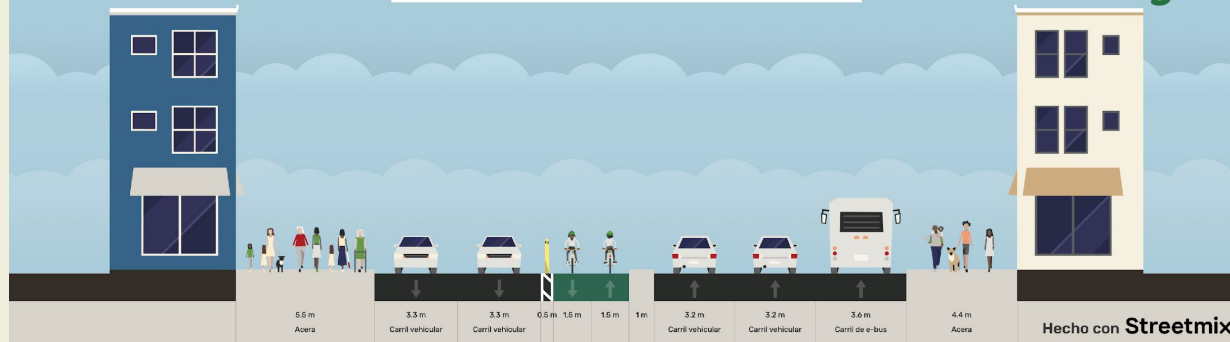 5.5 m
Acera
3.3 m
Carril vehicular
3.3 m
Carril vehicular
0.5 m
1.5 m
1.5 m
1 m
3.2 m
Carril vehicular
3.2 m
Carril vehicular
3.6 m
Carril de e-bus
4.4 m
Acera
Hecho con Streetmix